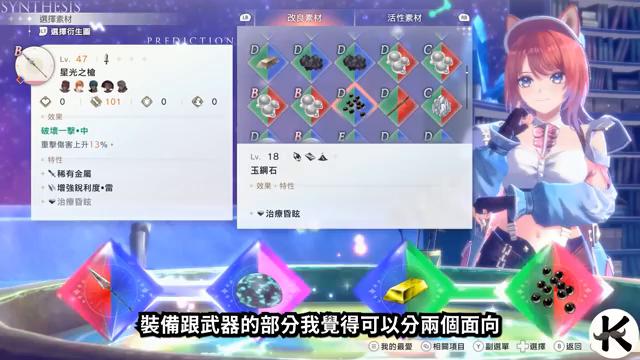 SYNTHESIS
選擇素材
選擇衍生圖
PREDICTION
改良素材
活性素材
Lv. 47
星光之槍
0
101
0
0
效果
破壞一擊•中
重擊傷害上升13%。
特性
稀有金屬
增強銳利度•雷
治療昏眩
D D D D C
B B D D C
Lv. 18
玉鋼石
效果・特性
治療昏眩
裝備跟武器的部分我覺得可以分兩個面向
我的最愛 相關項目 副選單 選擇 返回
K